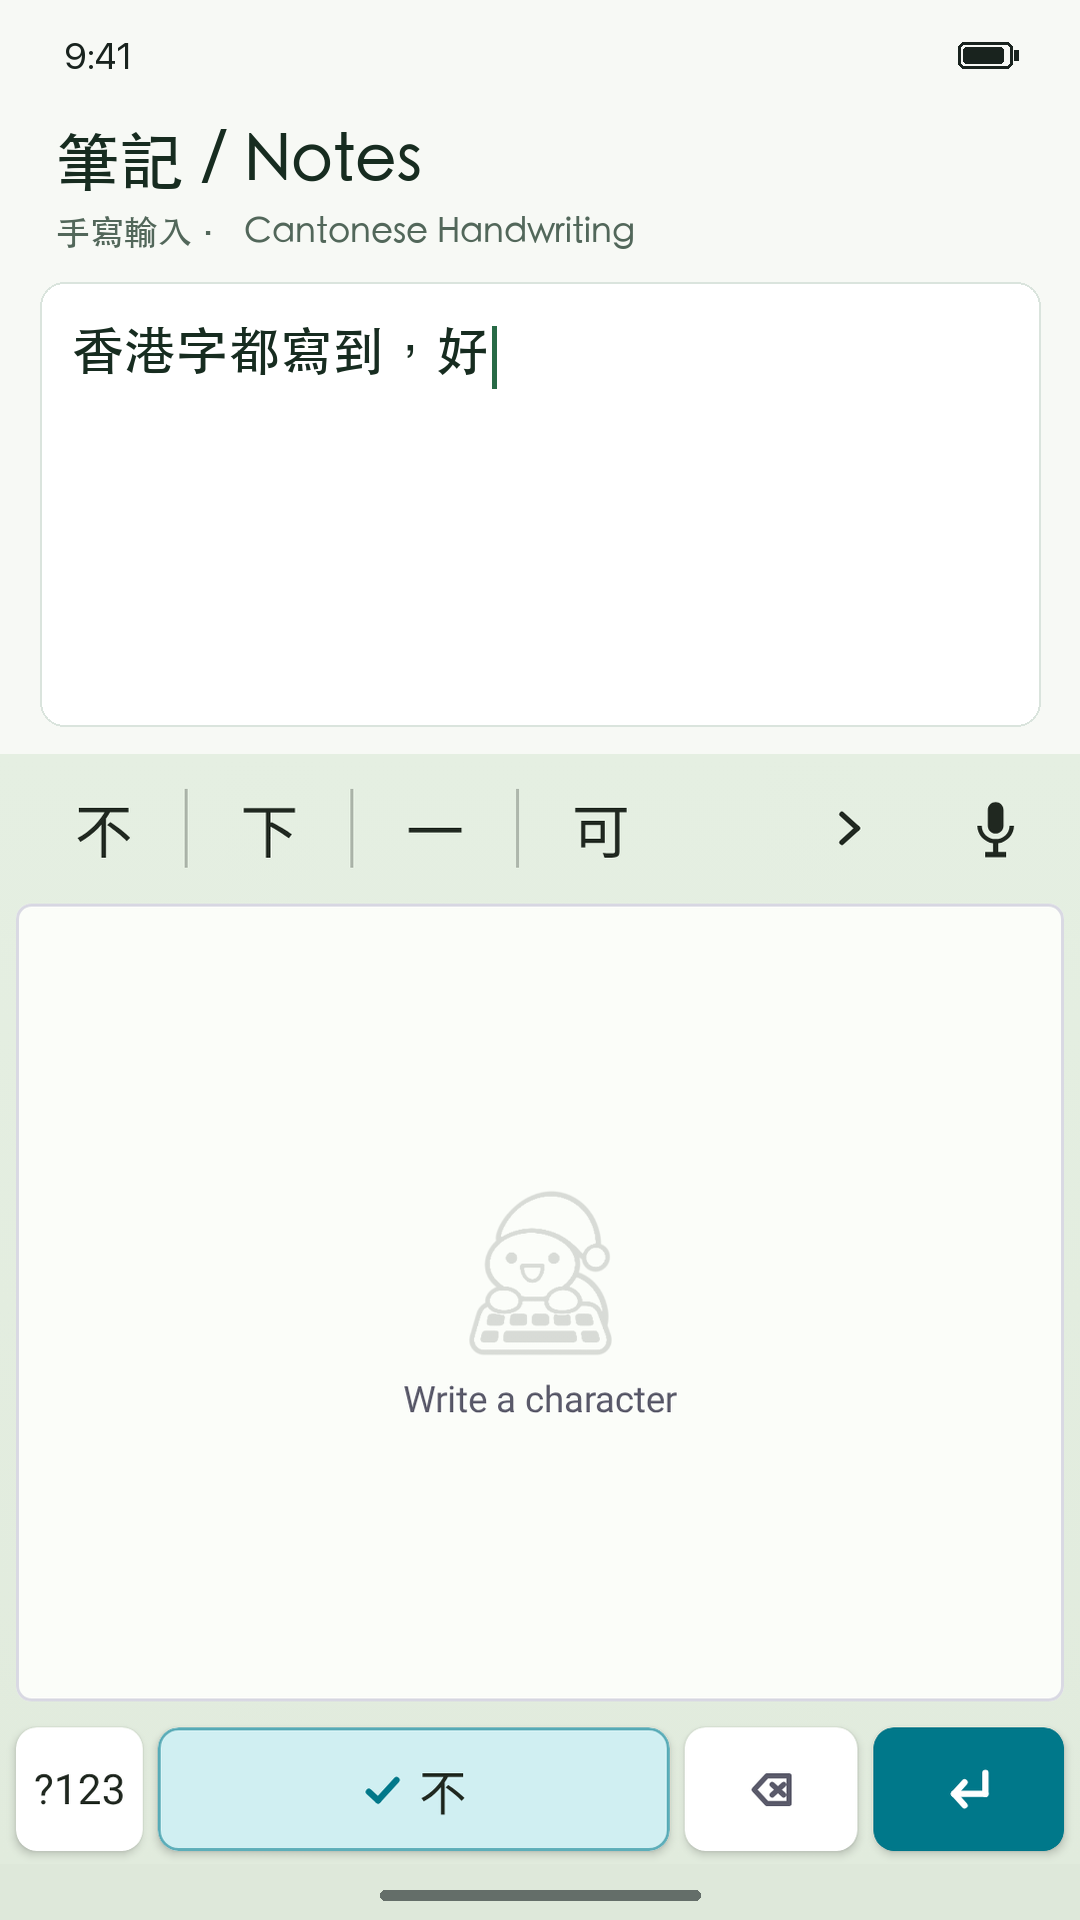 9:41
筆記 / Notes
手寫輸入 · Cantonese Handwriting
香港字都寫到，好
不 下 一 可
Write a character
?123 不